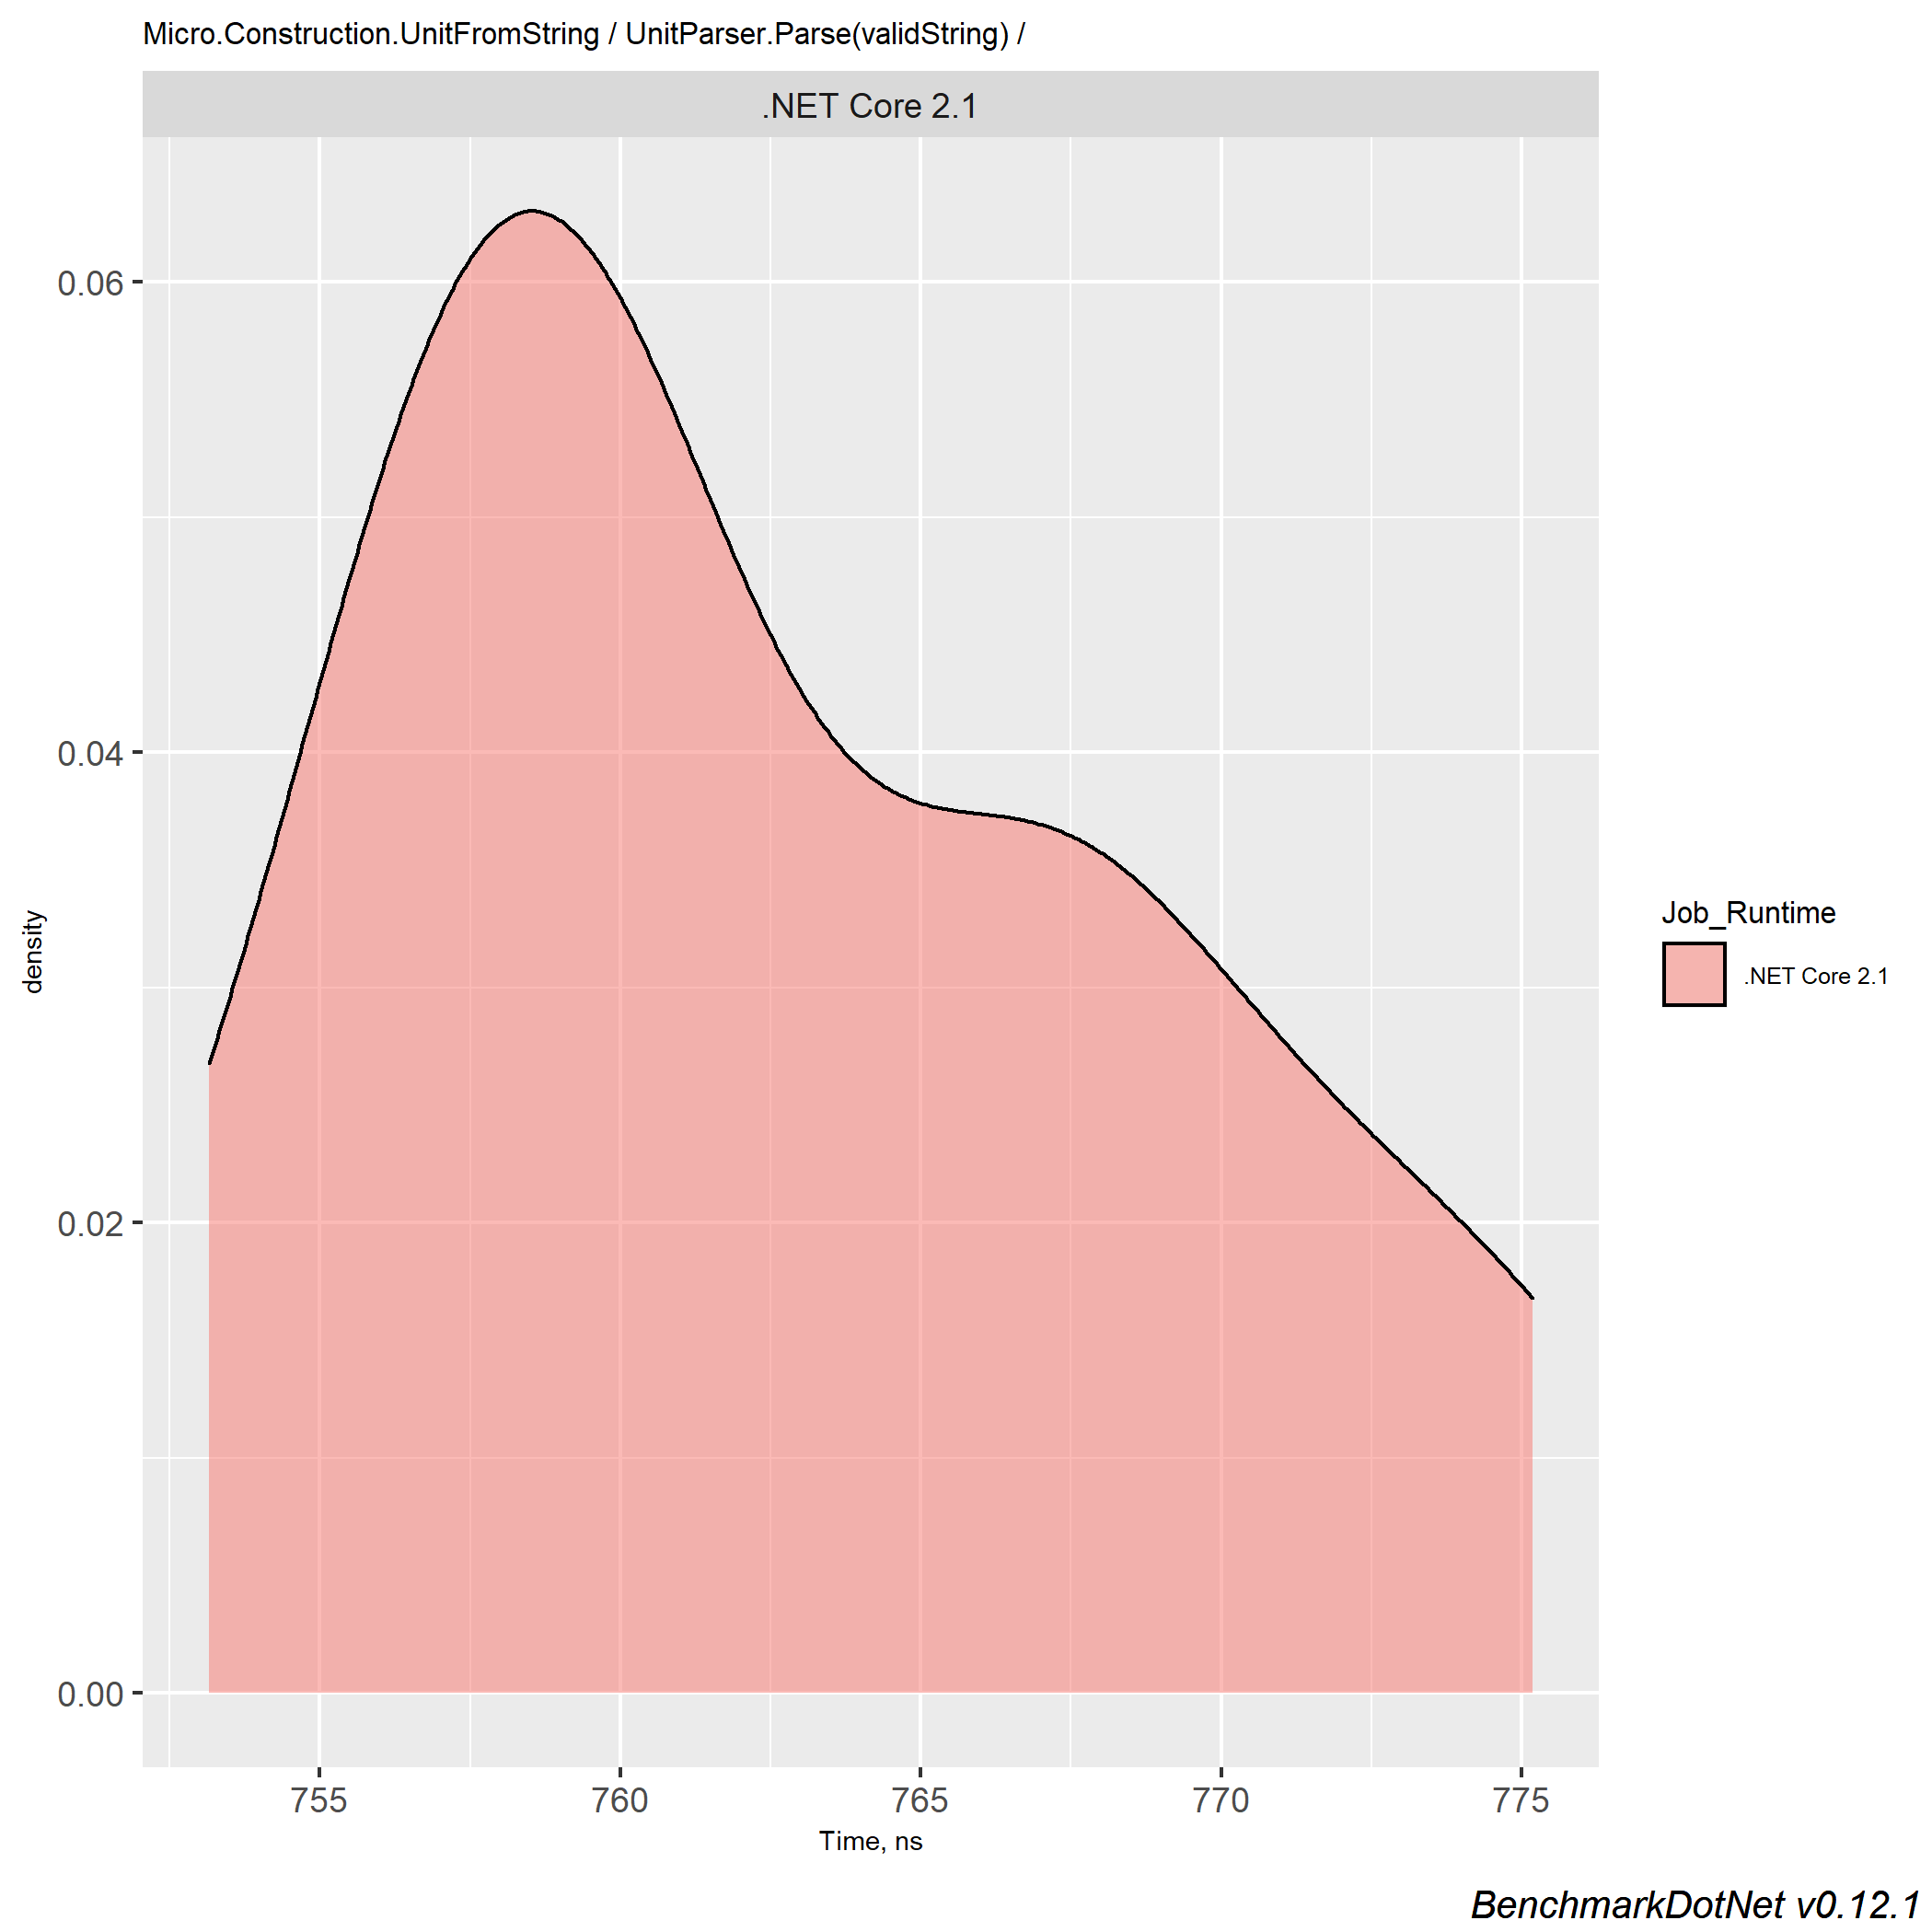 Micro.Construction.UnitFromString / UnitParser.Parse(validString) /
.NET Core 2.1
0.06
0.04
0.02
0.00
density
755 760 765 770 775
Time, ns
Job_Runtime
.NET Core 2.1
BenchmarkDotNet v0.12.1